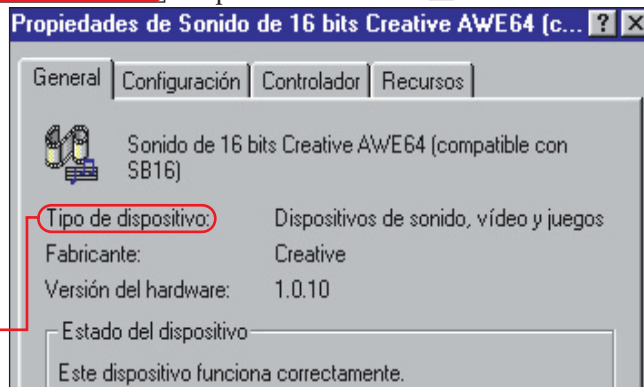 Propiedades de Sonido de 16 bits Creative AWE64 (c... ? X
General Configuración Controlador Recursos
Sonido de 16 bits Creative AWE64 (compatible con
SB16)
Tipo de dispositivo: Dispositivos de sonido, vídeo y juegos
Fabricante: Creative
Versión del hardware: 1.0.10
Estado del dispositivo
Este dispositivo funciona correctamente.